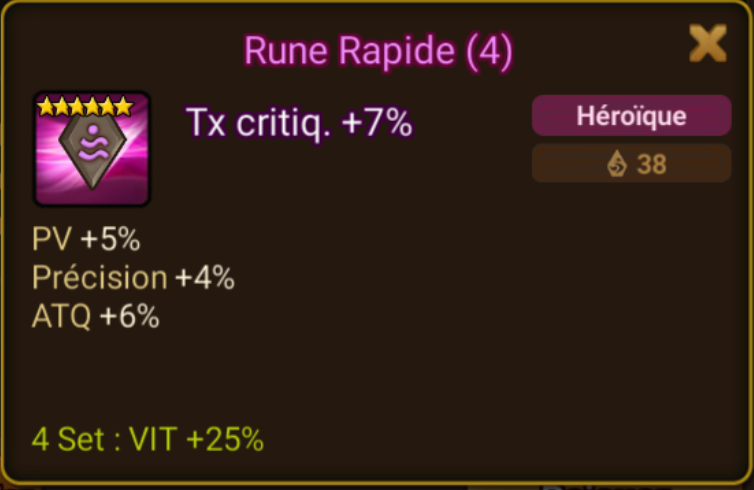 Rune Rapide (4)
Tx critiq. +7%
Héroïque
38
PV +5%
Précision +4%
ATQ +6%
4 Set : VIT +25%